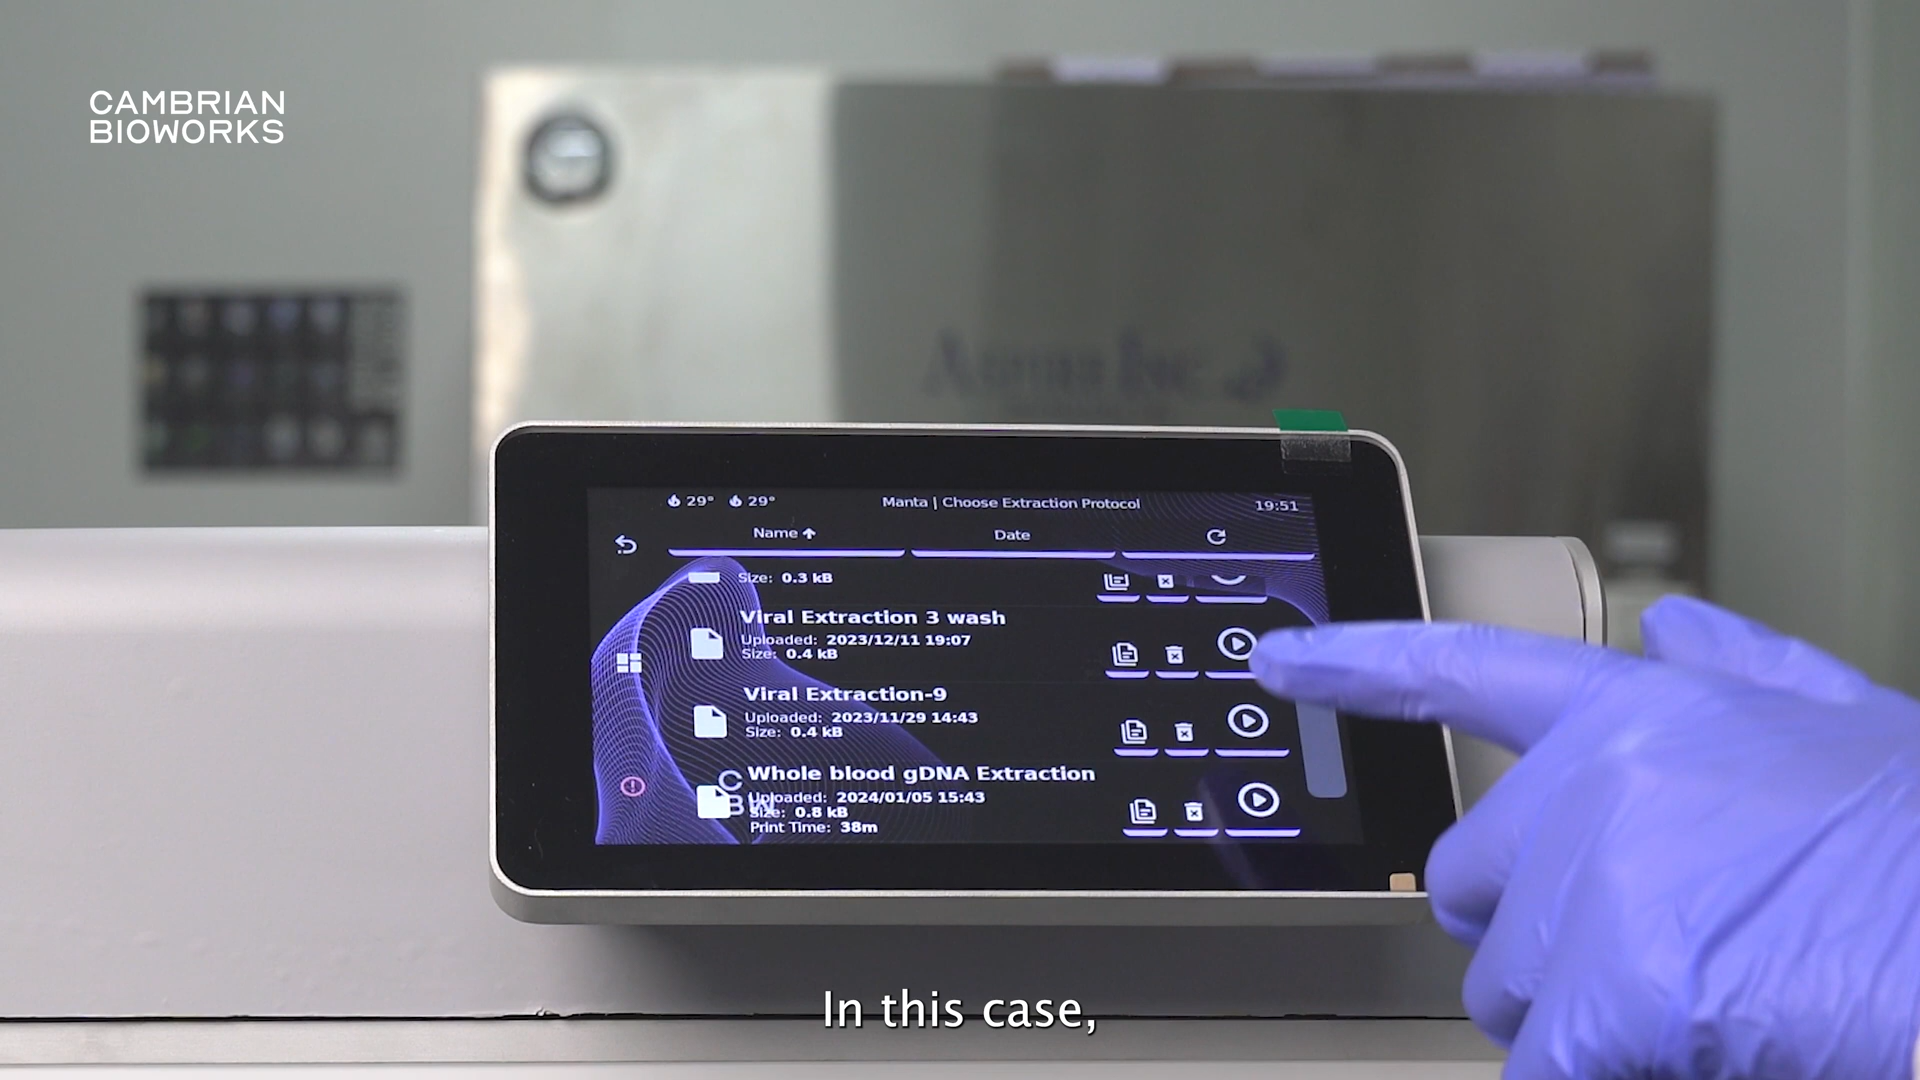 CAMBRIAN
BIOWORKS
29° 29° Manta | Choose Extraction Protocol 19:51
Name Date
Size: 0.3 kB
Viral Extraction 3 wash
Uploaded: 2023/12/11 19:07
Size: 0.4 kB
Viral Extraction-9
Uploaded: 2023/11/29 14:43
Size: 0.4 kB
Whole blood gDNA Extraction
Uploaded: 2024/01/05 15:43
Size: 0.8 kB
Print Time: 38m
In this case,